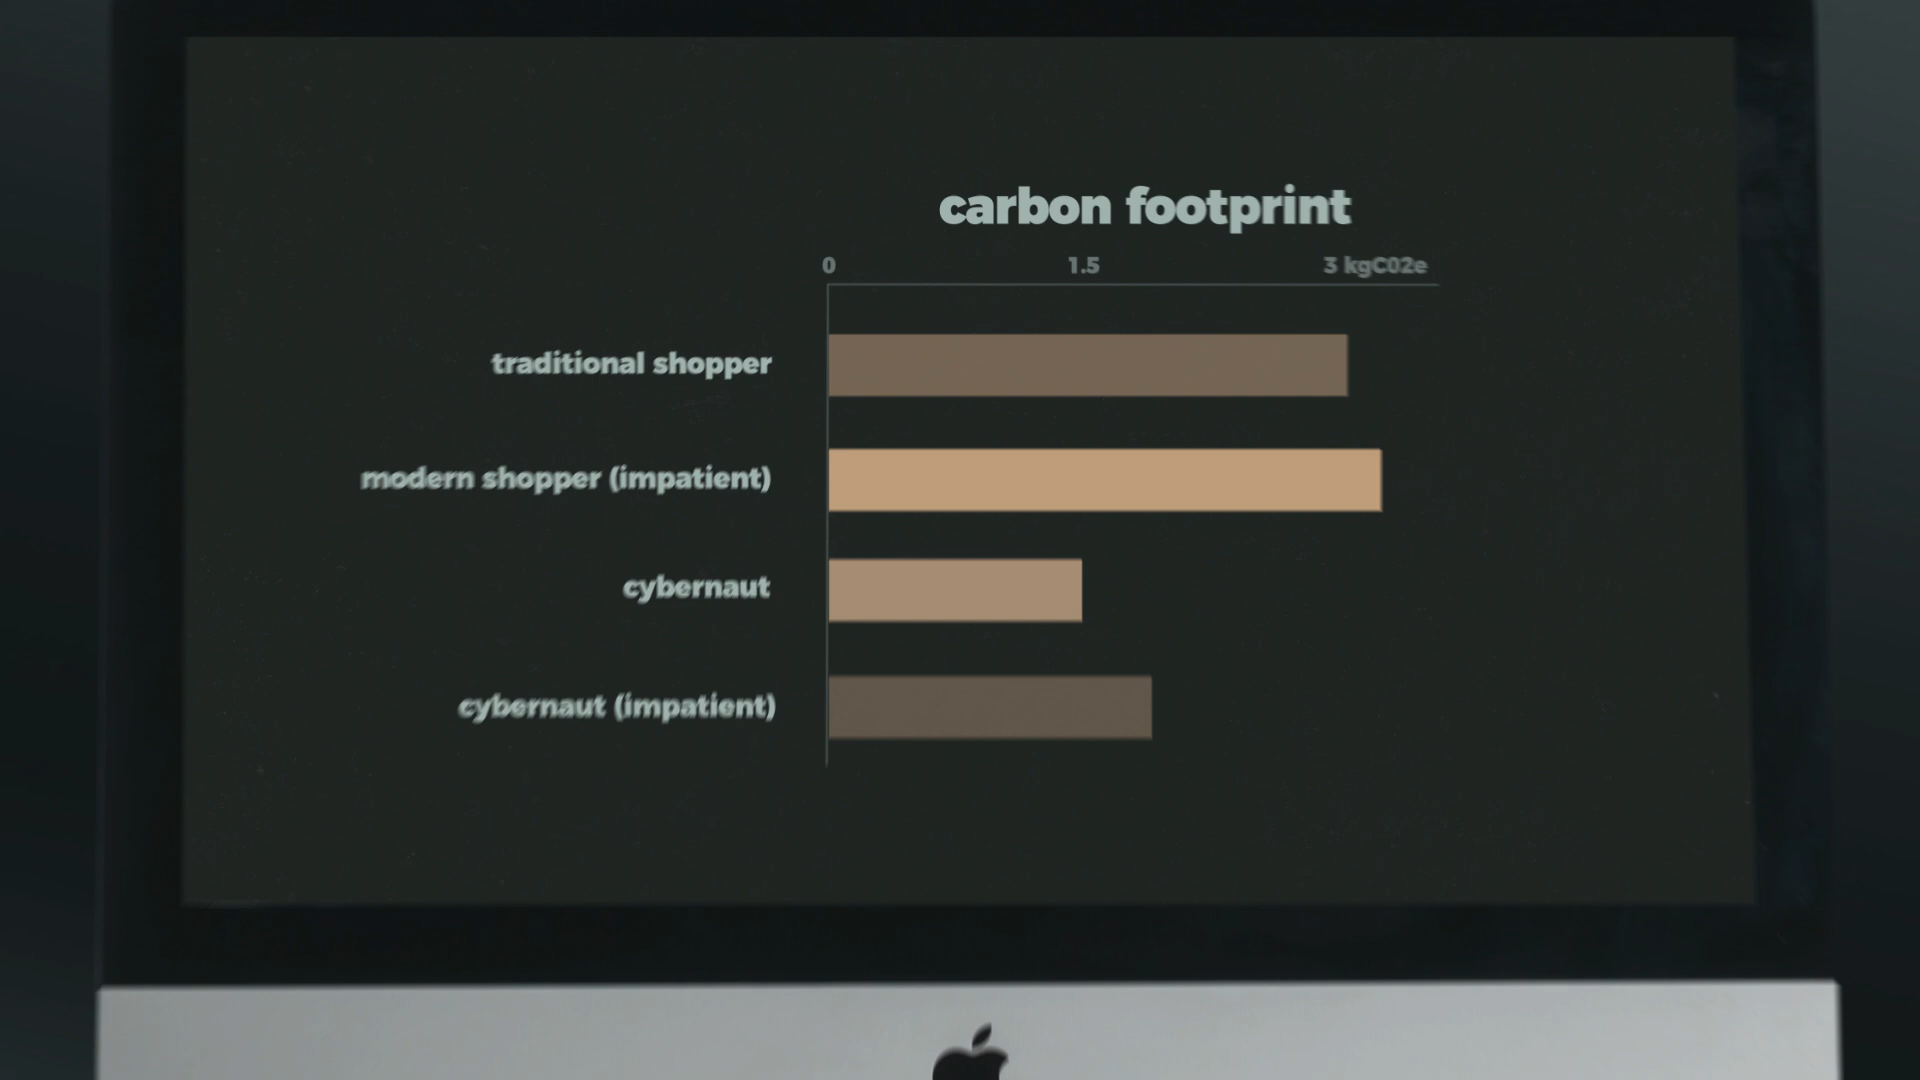 carbon footprint
0 1.5 3 kgC02e
traditional shopper
modern shopper (impatient)
cybernaut
cybernaut (impatient)